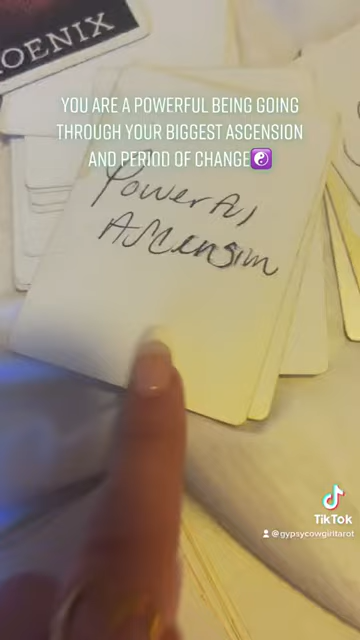 OENIX
YOU ARE A POWERFUL BEING GOING
THROUGH YOUR BIGGEST ASCENSION
AND PERIOD OF CHANGE☯️
Powerful
Ascension
TikTok
@gypsycowgirltarot